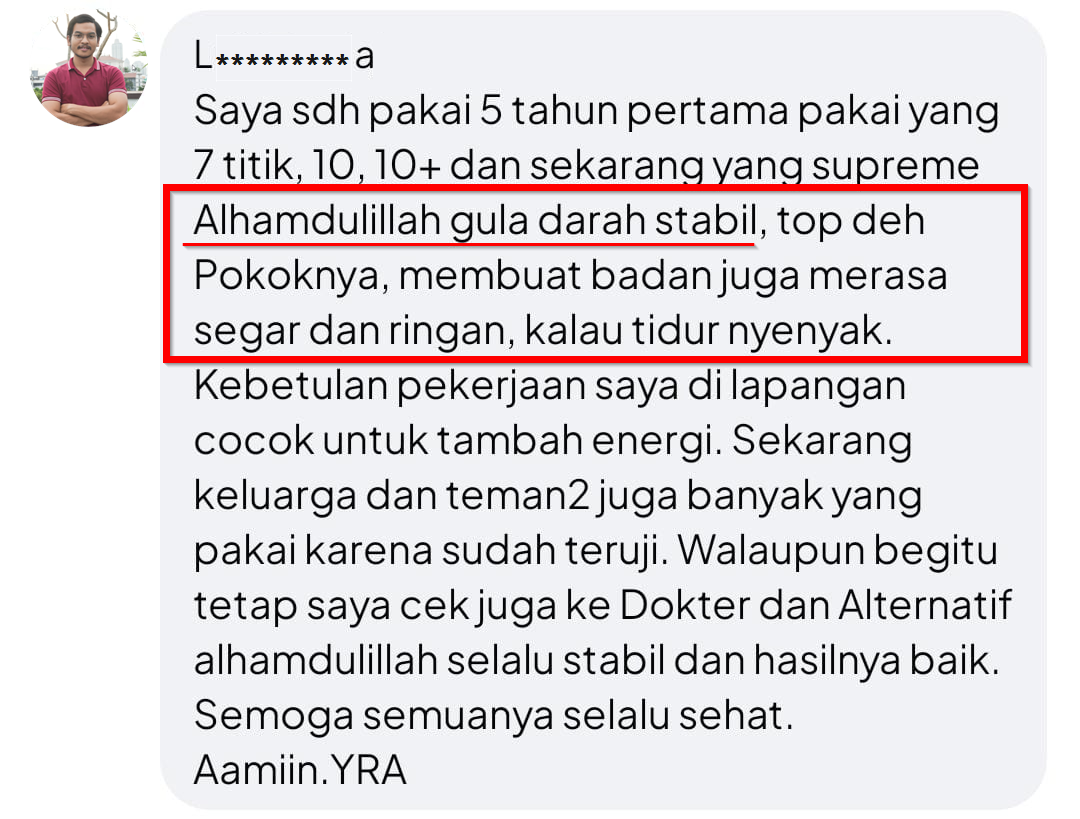 L*********a
Saya sdh pakai 5 tahun pertama pakai yang
7 titik, 10, 10+ dan sekarang yang supreme
Alhamdulillah gula darah stabil, top deh
Pokoknya, membuat badan juga merasa
segar dan ringan, kalau tidur nyenyak.
Kebetulan pekerjaan saya di lapangan
cocok untuk tambah energi. Sekarang
keluarga dan teman2 juga banyak yang
pakai karena sudah teruji. Walaupun begitu
tetap saya cek juga ke Dokter dan Alternatif
alhamdulillah selalu stabil dan hasilnya baik.
Semoga semuanya selalu sehat.
Aamiin.YRA